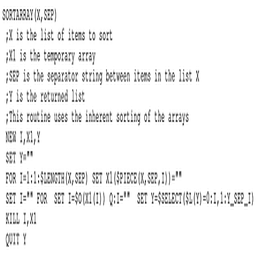 SORTARRAY(X,SEP)
;X is the list of items to sort
;X1 is the temporary array
;SEP is the separator string between items in the list X
;Y is the returned list
;This routine uses the inherent sorting of the arrays
NEW I,X1,Y
SET Y=""
FOR I=1:1:$LENGTH(X,SEP) SET X1($PIECE(X,SEP,I))=""
SET I="" FOR  SET I=$O(X1(I)) Q:I=""  SET Y=$SELECT($L(Y)=0:I,1:Y_SEP_I)
KILL I,X1
QUIT Y